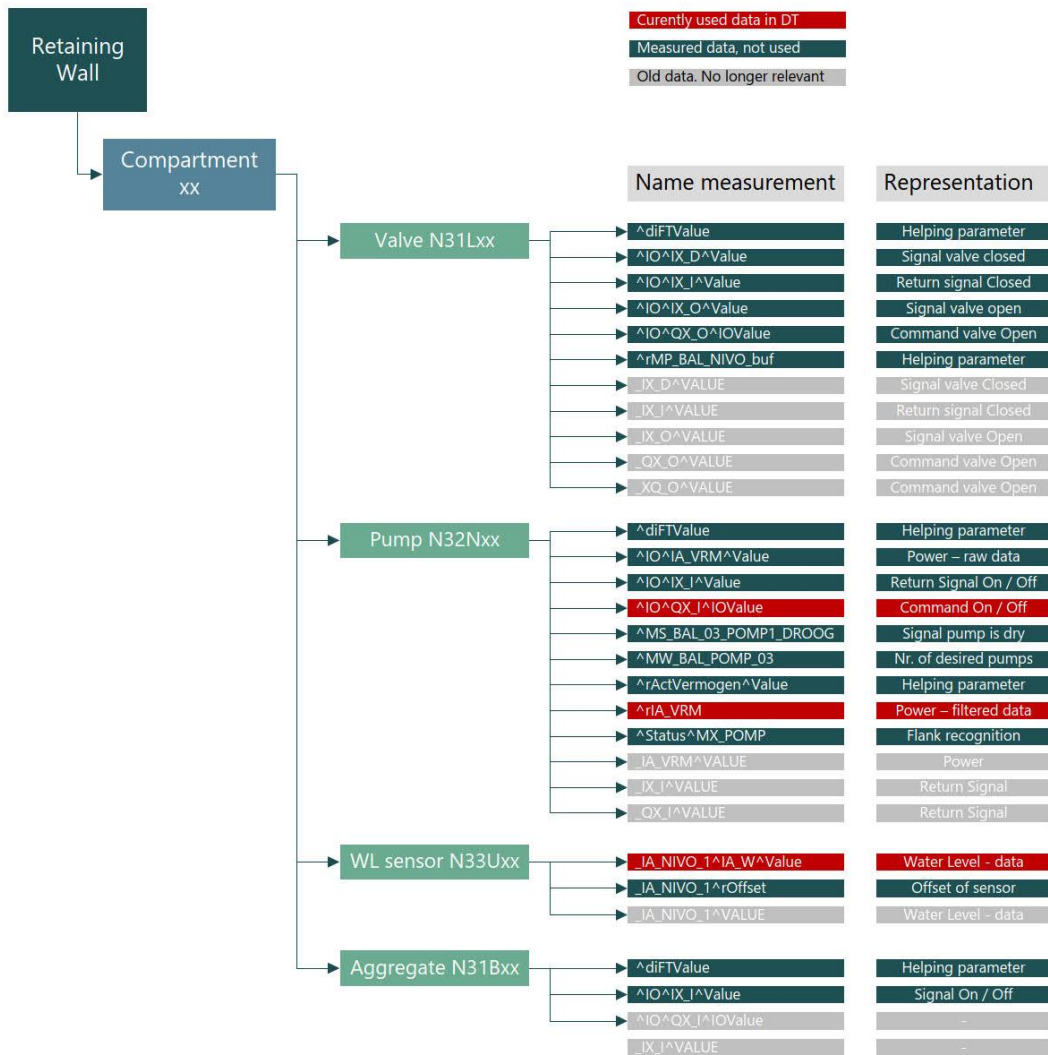 Retaining
Wall
Curently used data in DT
Measured data, not used
Old data. No longer relevant
Compartment
xx
Name measurement Representation
Valve N31Lxx
^diFTValue Helping parameter
^IO^IX_D^Value Signal valve closed
^IO^IX_I^Value Return signal Closed
^IO^IX_O^Value Signal valve open
^IO^QX_O^IOValue Command valve Open
^rMP_BAL_NIVO_buf Helping parameter
_IX_D^VALUE Signal valve Closed
_IX_I^VALUE Return signal Closed
_IX_O^VALUE Signal valve Open
_QX_O^VALUE Command valve Open
_XQ_O^VALUE Command valve Open
Pump N32Nxx
^diFTValue Helping parameter
^IO^IA_VRM^Value Power – raw data
^IO^IX_I^Value Return Signal On / Off
^IO^QX_I^IOValue Command On / Off
^MS_BAL_03_POMP1_DROOG Signal pump is dry
^MW_BAL_POMP_03 Nr. of desired pumps
^rActVermogen^Value Helping parameter
^rIA_VRM Power – filtered data
^Status^MX_POMP Flank recognition
_IA_VRM^VALUE Power
_IX_I^VALUE Return Signal
_QX_I^VALUE Return Signal
WL sensor N33Uxx
_IA_NIVO_1^IA_W^Value Water Level - data
_IA_NIVO_1^rOffset Offset of sensor
_IA_NIVO_1^VALUE Water Level - data
Aggregate N31Bxx
^diFTValue Helping parameter
^IO^IX_I^Value Signal On / Off
^IO^QX_I^IOValue -
_IX_I^VALUE -